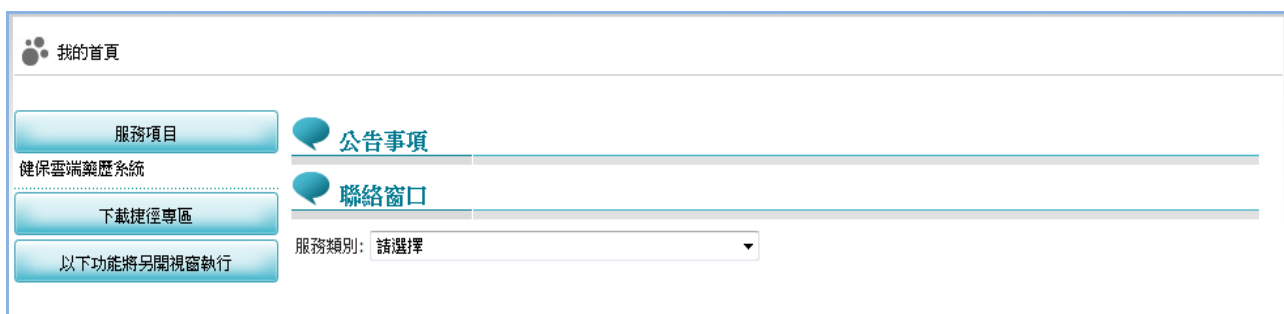 我的首頁
服務項目
健保雲端藥歷系統
下載捷徑專區
以下功能將另開視窗執行
公告事項
聯絡窗口
服務類別: 請選擇